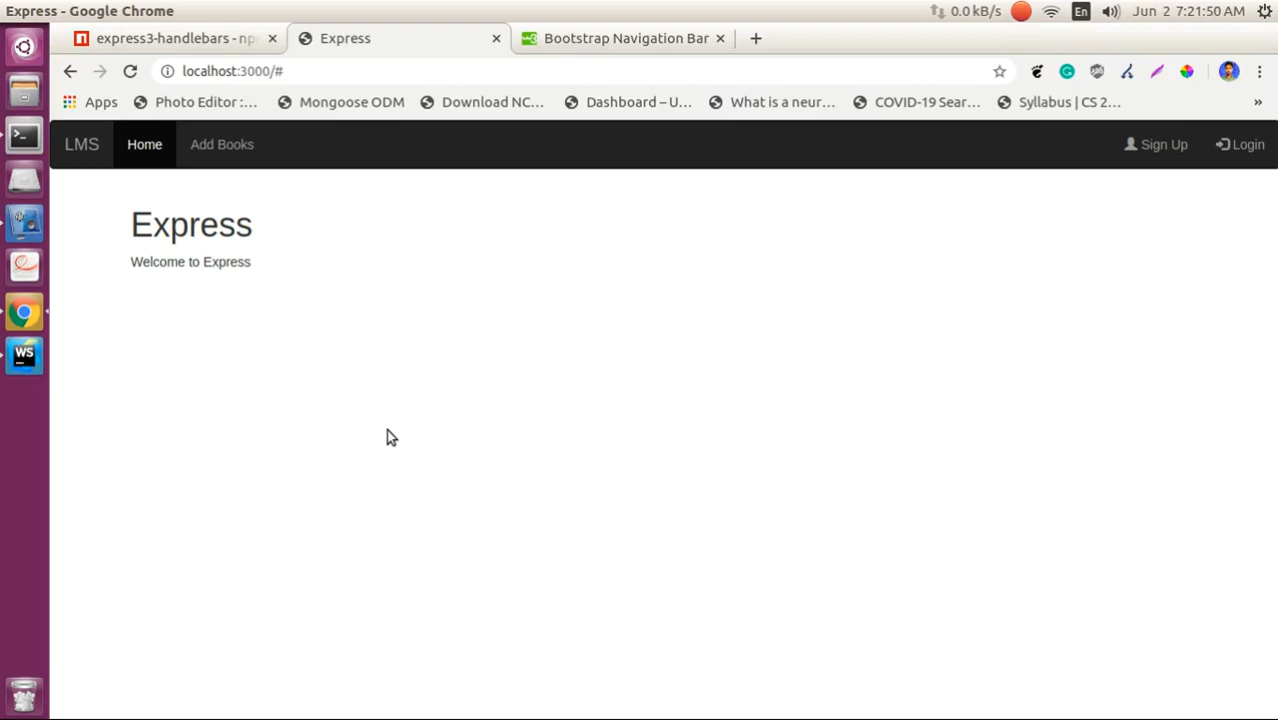 Express - Google Chrome
0.0 kB/s En Jun 2 7:21:50 AM
express3-handlebars - np
Express
Bootstrap Navigation Bar
localhost:3000/#
Apps Photo Editor :... Mongoose ODM Download NC... Dashboard – U... What is a neur... COVID-19 Sear... Syllabus | CS 2... »
LMS Home Add Books Sign Up Login
Express
Welcome to Express
WS